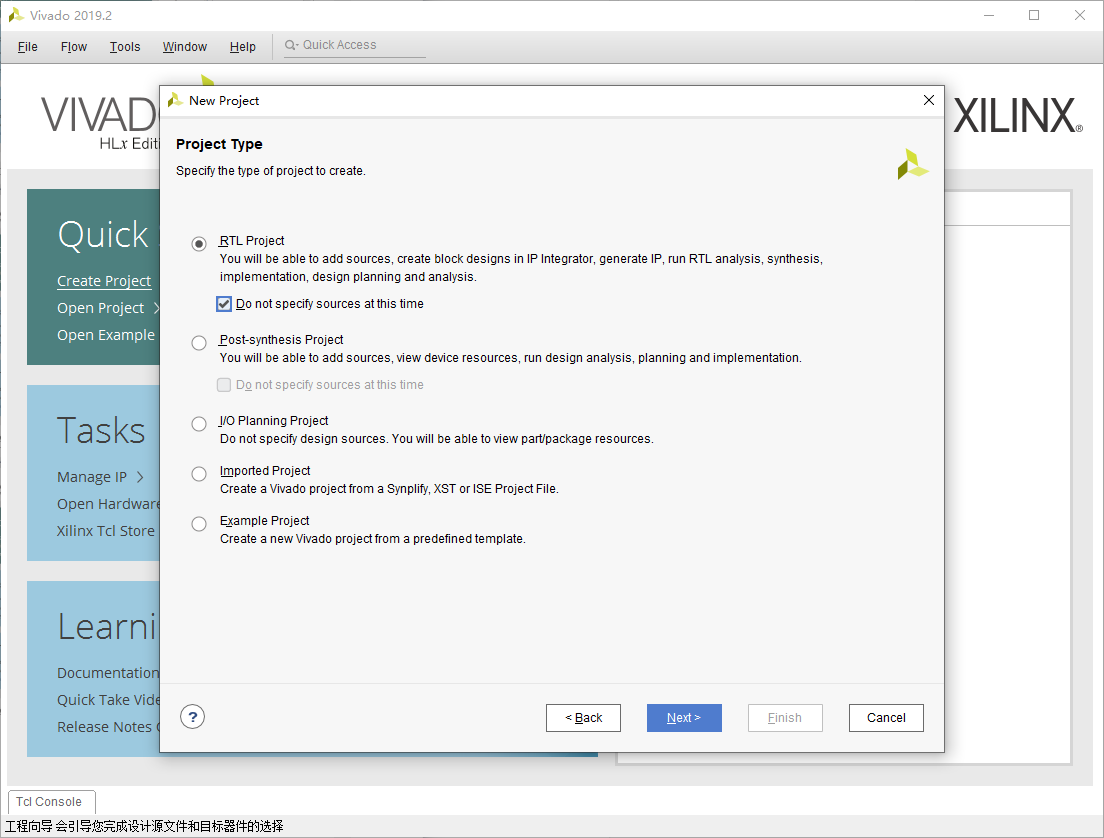 Vivado 2019.2
File Flow Tools Window Help Quick Access
VIVADO
HLx Editi
XILINX®
New Project
Project Type
Specify the type of project to create.
RTL Project
You will be able to add sources, create block designs in IP Integrator, generate IP, run RTL analysis, synthesis,
implementation, design planning and analysis.
Do not specify sources at this time
Post-synthesis Project
You will be able to add sources, view device resources, run design analysis, planning and implementation.
Do not specify sources at this time
I/O Planning Project
Do not specify design sources. You will be able to view part/package resources.
Imported Project
Create a Vivado project from a Synplify, XST or ISE Project File.
Example Project
Create a new Vivado project from a predefined template.
? < Back Next > Finish Cancel
Quick
Create Project
Open Project >
Open Example
Tasks
Manage IP >
Open Hardware
Xilinx Tcl Store
Learni
Documentation
Quick Take Vide
Release Notes
Tcl Console
工程向导 会引导您完成设计源文件和目标器件的选择